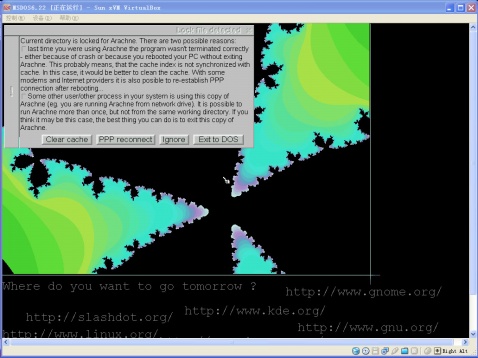 MSDOS6.22 [正在运行] - Sun xVM VirtualBox
控制(M) 设备(D) 帮助(H)
Lock file detected
Current directory is locked for Arachne. There are two possible reasons:
last time you were using Arachne the program wasn't terminated correctly
- either because of crash or because you rebooted your PC without exiting
Arachne. This probably means, that the cache index is not synchronized with
cache. In this case, it would be better to clean the cache. With some
modems and Internet providers it is also posible to re-establish PPP
connection after rebooting...
Some other user/other process in your system is using this copy of
Arachne (eg. you are running Arachne from network drive). It is possible to
run Arachne more than once, but not from the same directory. If you
think it may be this case, the best thing you can do is to exit this copy of
Arachne.
Clear cache PPP reconnect Ignore Exit to DOS
Where do you want to go tomorrow ?
http://www.gnome.org/
http://www.kde.org/
http://slashdot.org/
http://www.gnu.org/
http://www.linux.org/
Right Alt